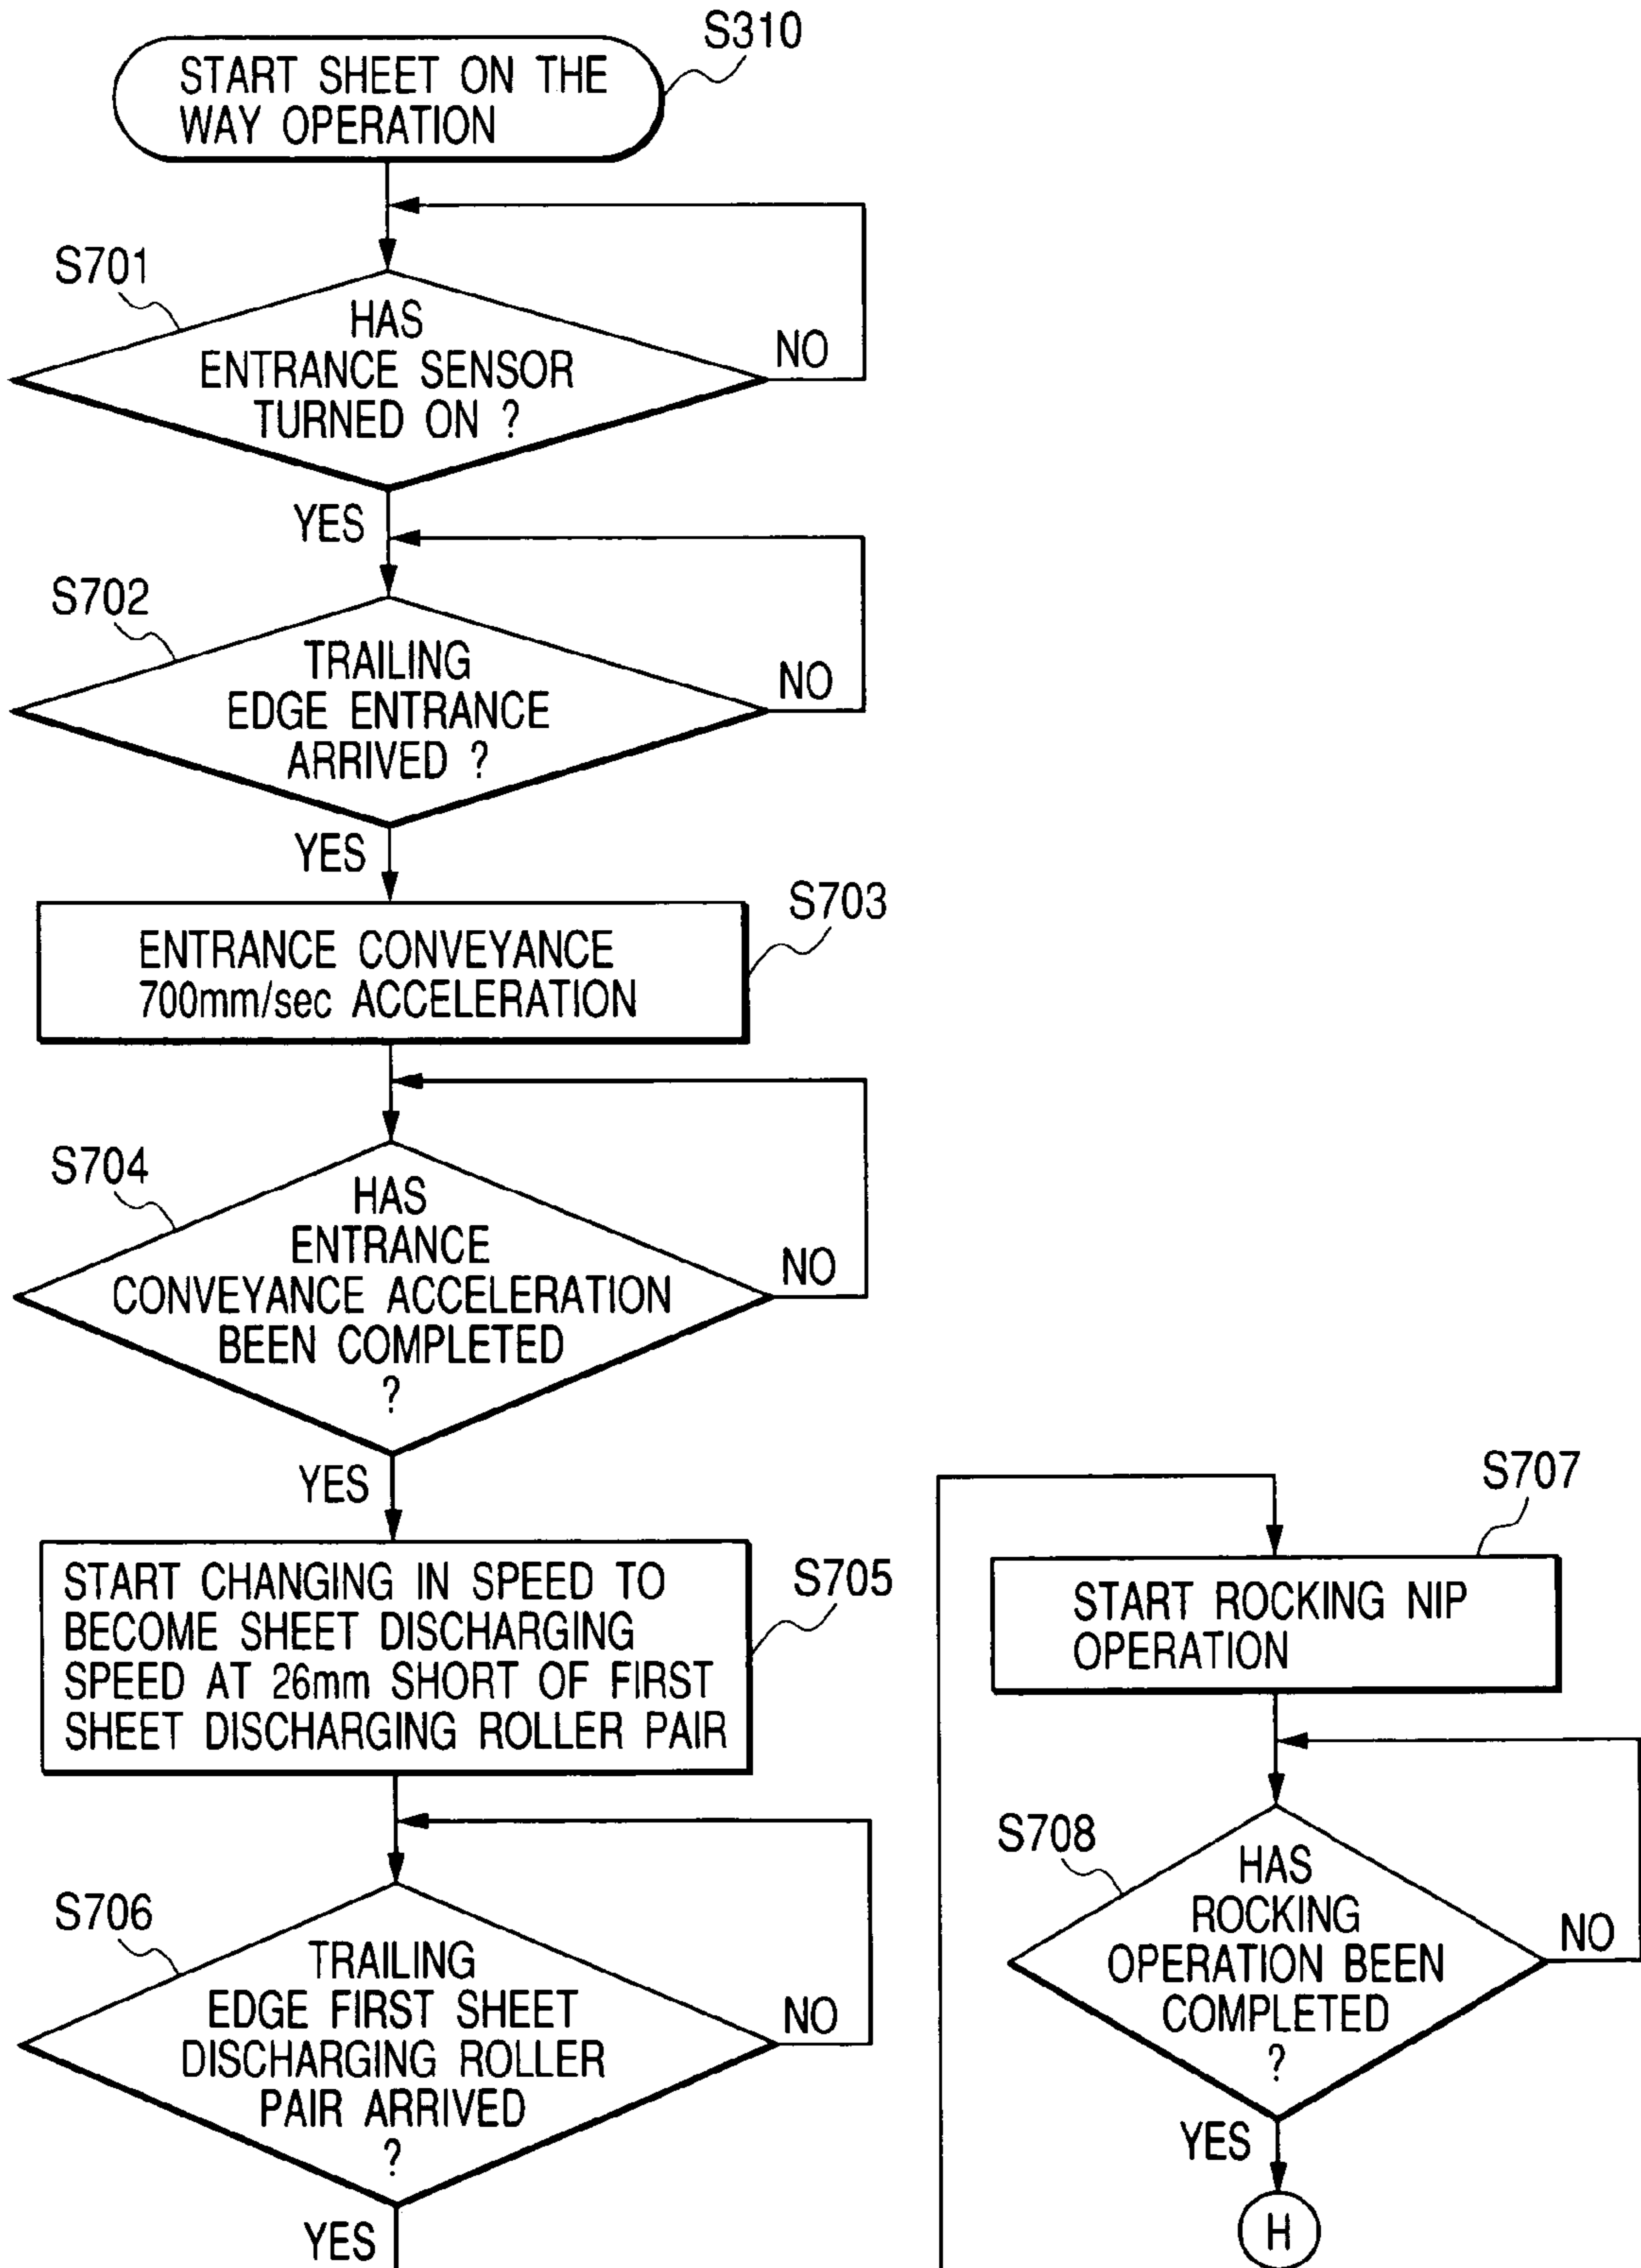 S310
START SHEET ON THE
WAY OPERATION
S701
HAS
ENTRANCE SENSOR
TURNED ON ?
NO
YES
S702
TRAILING
EDGE ENTRANCE
ARRIVED ?
NO
YES
S703
ENTRANCE CONVEYANCE
700mm/sec ACCELERATION
S704
HAS
ENTRANCE
CONVEYANCE ACCELERATION
BEEN COMPLETED
?
NO
YES
S705
START CHANGING IN SPEED TO
BECOME SHEET DISCHARGING
SPEED AT 26mm SHORT OF FIRST
SHEET DISCHARGING ROLLER PAIR
S706
TRAILING
EDGE FIRST SHEET
DISCHARGING ROLLER
PAIR ARRIVED
?
NO
YES
S707
START ROCKING NIP
OPERATION
S708
HAS
ROCKING
OPERATION BEEN
COMPLETED
?
NO
YES
H